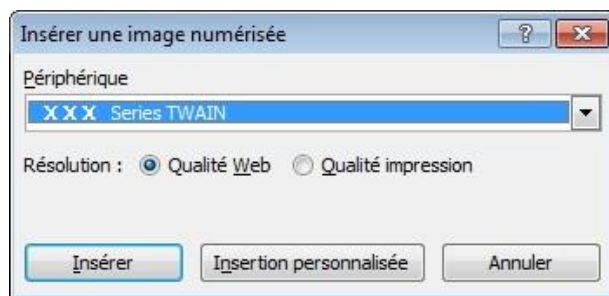 Insérer une image numérisée
Périphérique
XXX Series TWAIN
Résolution : Qualité Web Qualité impression
Insérer Insertion personnalisée Annuler